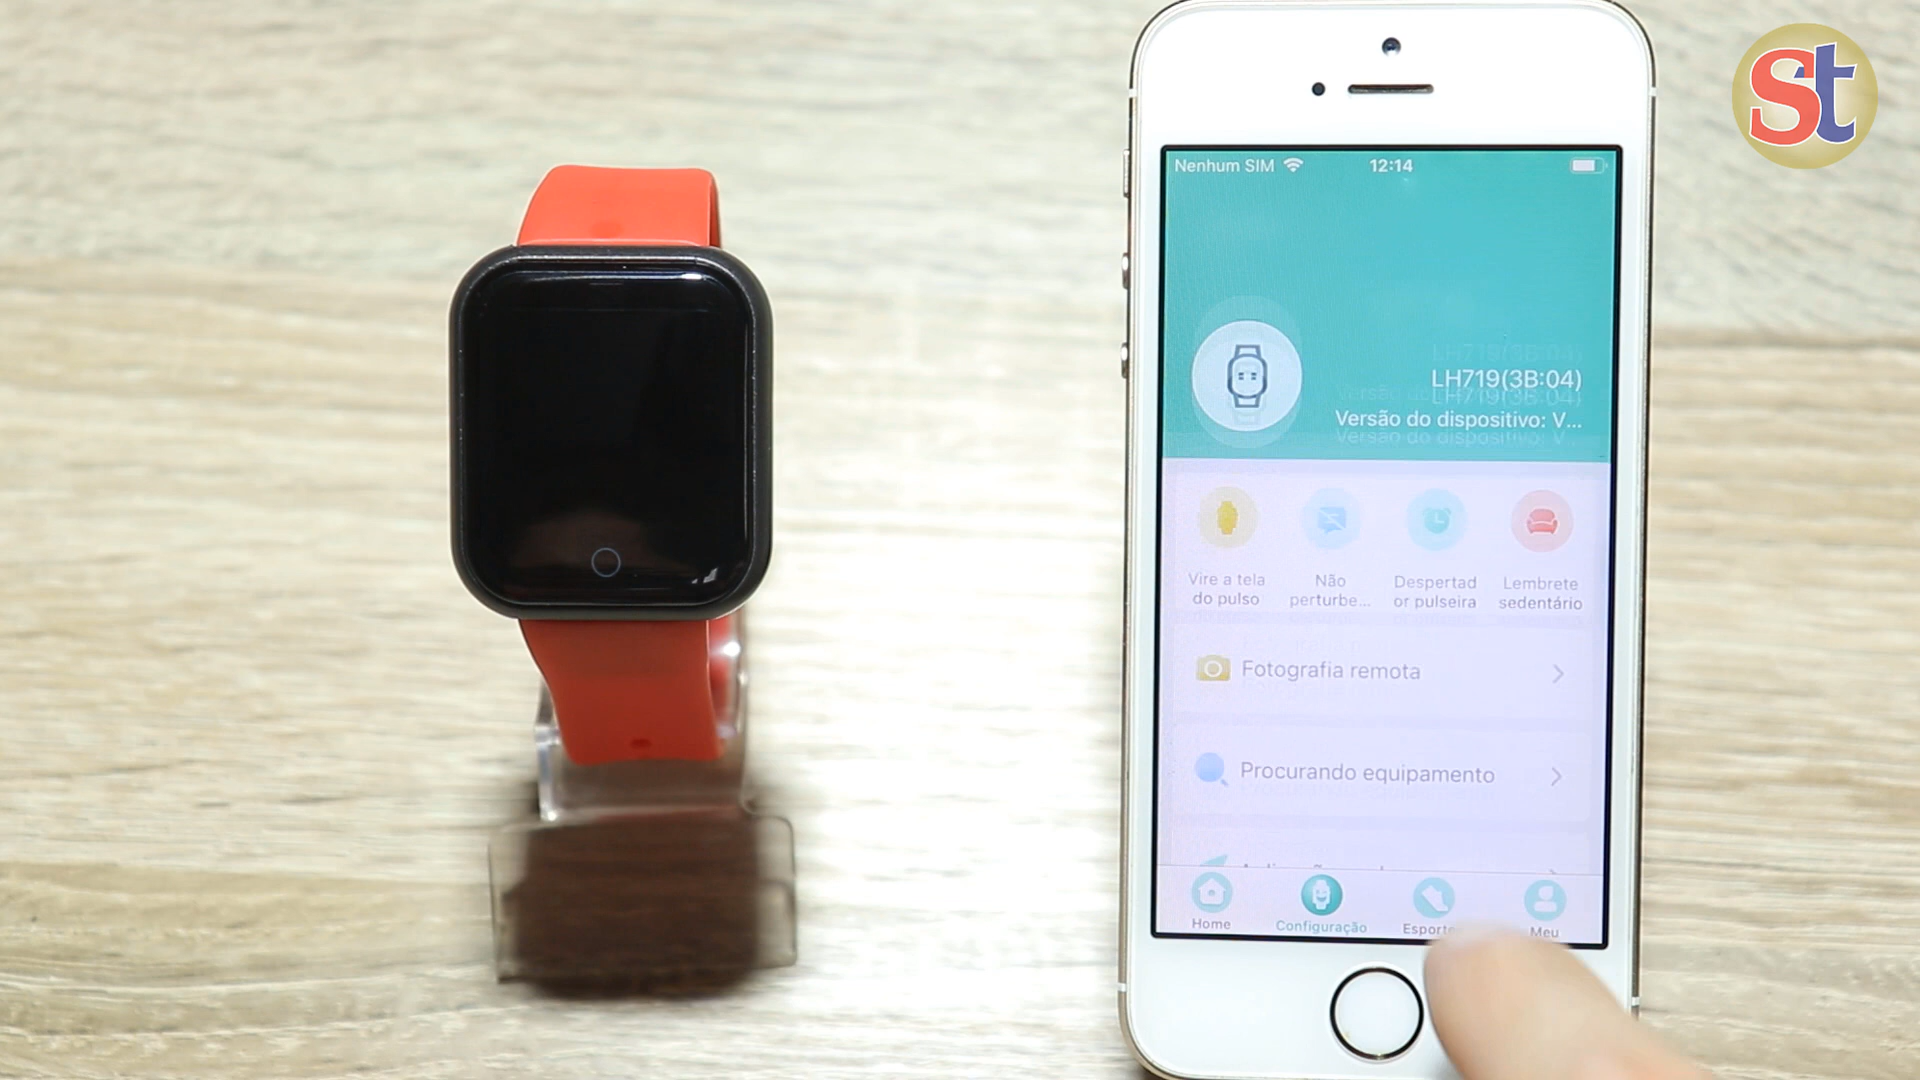 St
Nenhum SIM
12:14
LH719(3B:04)
Versão do dispositivo: V...
Vire a tela
do pulso
Não
perturbe...
Despertad
or pulseira
Lembrete
sedentário
Fotografia remota
Procurando equipamento
Home
Configuração
Esporte
Meu